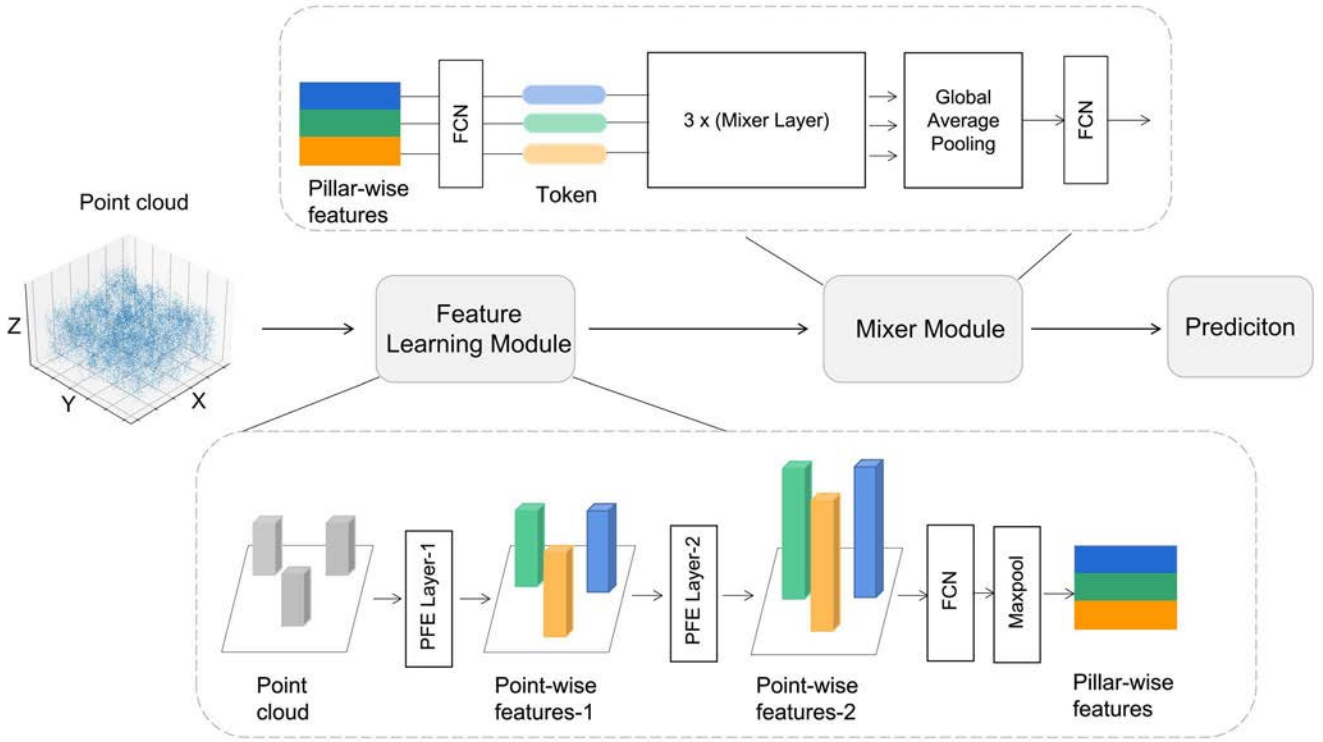 FCN
3 x (Mixer Layer)
Global
Average
Pooling
FCN
Pillar-wise
features
Token
Point cloud
Z
Y
X
Feature
Learning Module
Mixer Module
Prediciton
PFE Layer-1
PFE Layer-2
FCN
Maxpool
Point
cloud
Point-wise
features-1
Point-wise
features-2
Pillar-wise
features